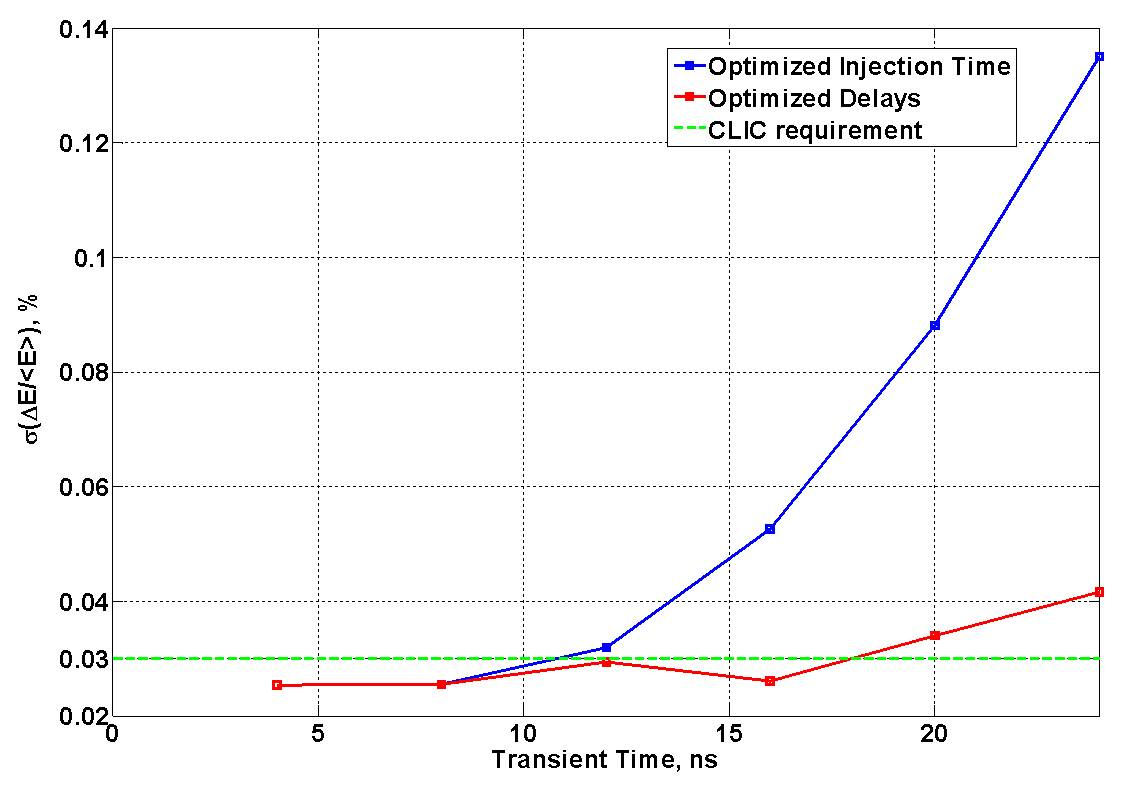 0.14
0.12
0.1
0.08
0.06
0.04
0.03
0.02
σ(ΔE/<E>), %
Optimized Injection Time
Optimized Delays
CLIC requirement
0 5 10 15 20
Transient Time, ns